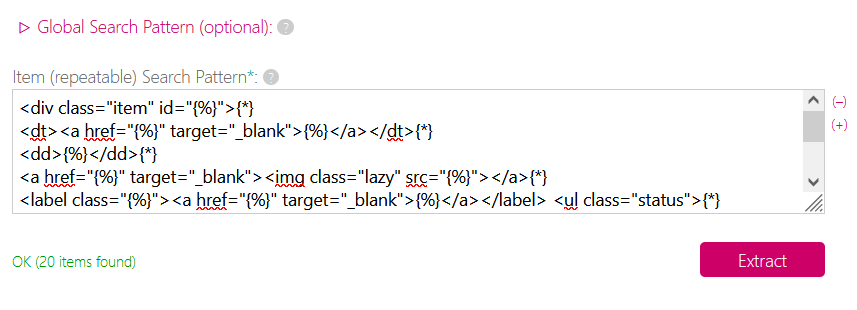 ▷ Global Search Pattern (optional): ?
Item (repeatable) Search Pattern*: ?
<div class="item" id="{%}">{*}
<dt><a href="{%}" target="_blank">{%}</a></dt>{*}
<dd>{%}</dd>{*}
<a href="{%}" target="_blank"><img class="lazy" src="{%}"></a>{*}
<label class="{%}"><a href="{%}" target="_blank">{%}</a></label> <ul class="status">{*}
(–)
(+)
OK (20 items found)
Extract